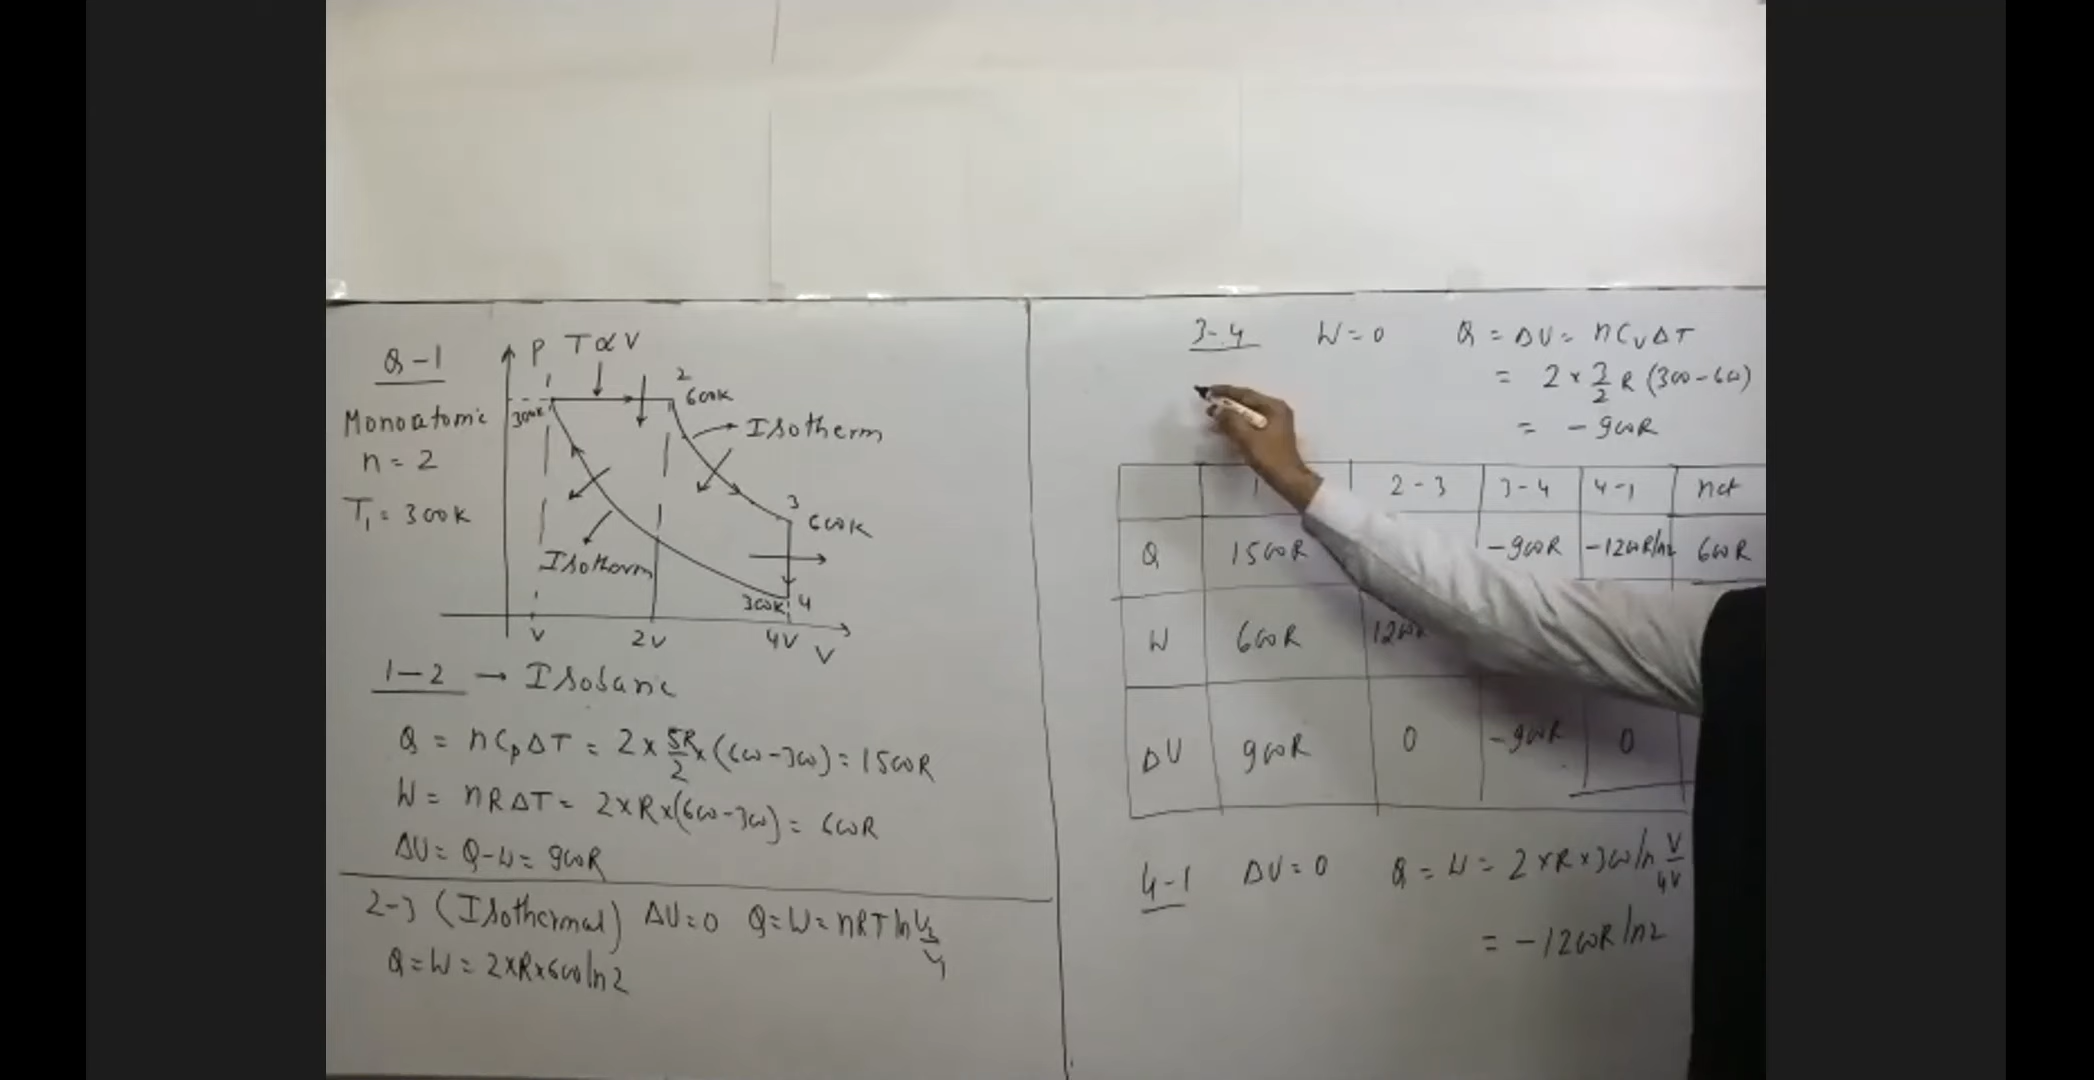 Q-1
Monoatomic
n = 2
T₁ = 300K
P T∝V
1
2
300K
600K
Isotherm
3
600K
Isotherm
300K 4
V 2V 4V V
1-2 → Isobaric
Q = nCpΔT = 2 × 5R/2 × (600-300) = 1500R
W = nRΔT = 2×R×(600-300) = 600R
ΔU = Q-W = 900R
2-3 (Isothermal) ΔU=0 Q=W=nRT ln
Q=W= 2×R×600 ln2
3-4 W=0 Q = ΔU = nCvΔT
= 2 × 3/2 R (300-600)
= -900R
2-3 3-4 4-1 net
Q 1500R -900R -1200R ln2 600R
W 600R
ΔU 900R 0 -900R 0
4-1 ΔU=0 Q = W = 2×R×300 ln V/4V
= -1200R ln2